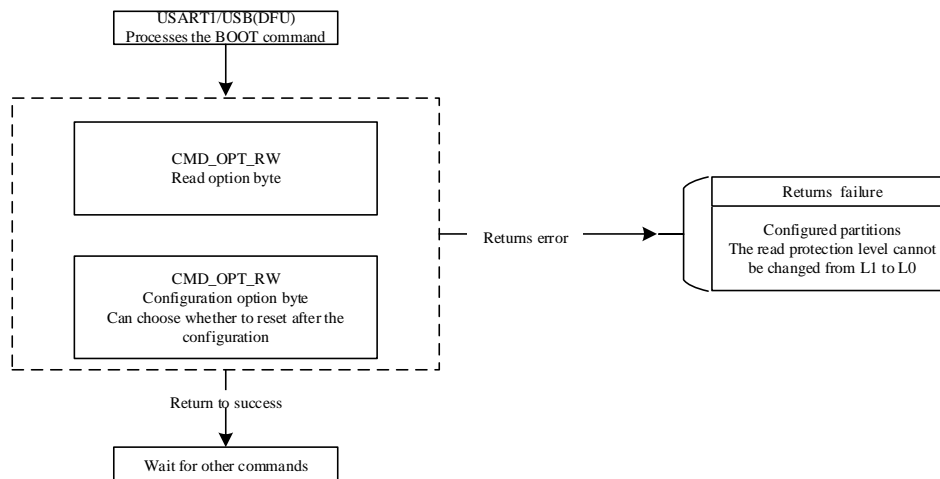 USART1/USB(DFU)
Processes the BOOT command
CMD_OPT_RW
Read option byte
CMD_OPT_RW
Configuration option byte
Can choose whether to reset after the
configuration
Returns error
Returns failure
Configured partitions
The read protection level cannot
be changed from L1 to L0
Return to success
Wait for other commands